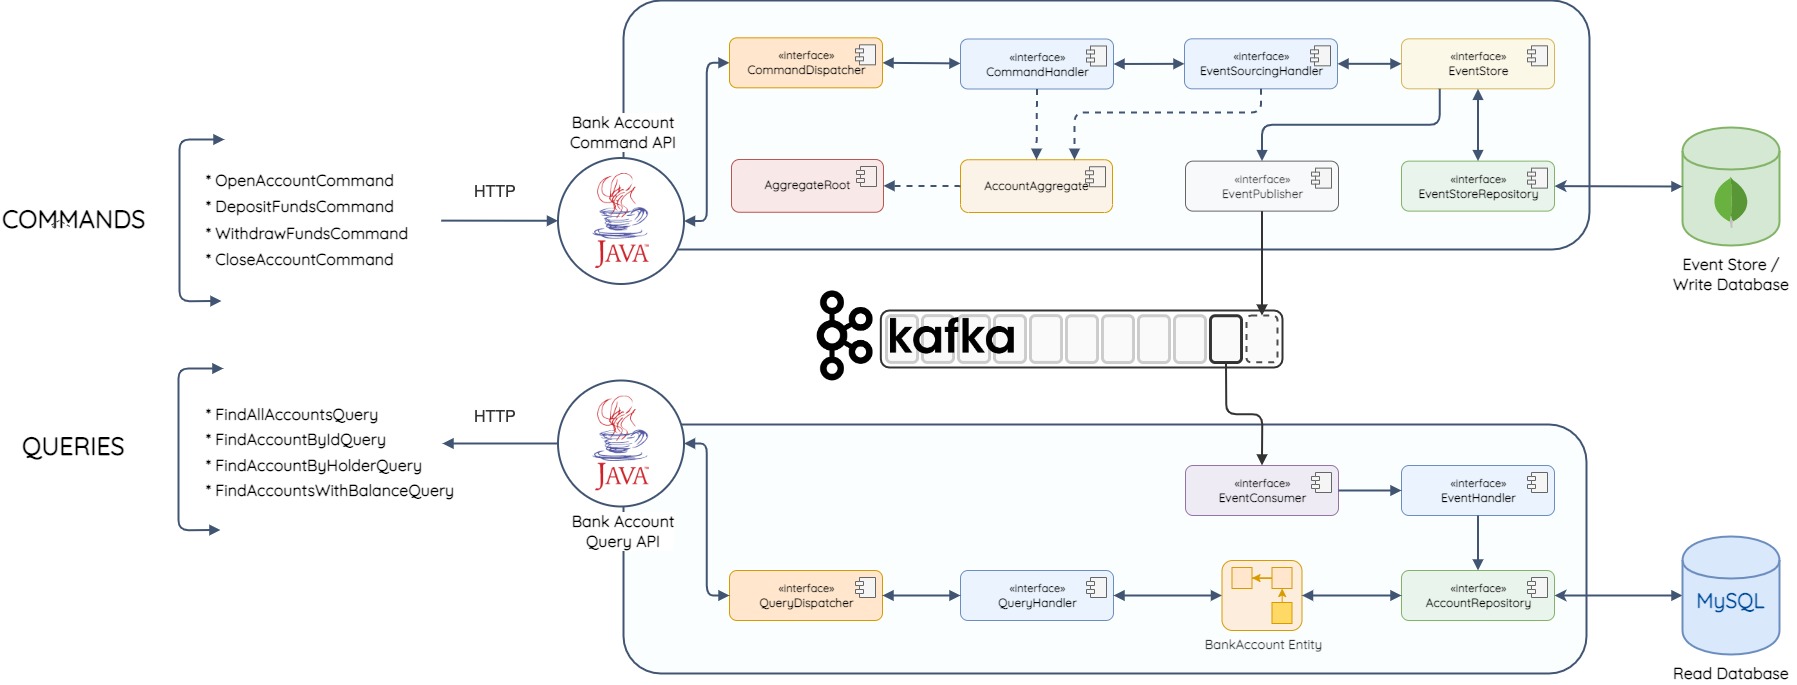 «interface»
CommandDispatcher
«interface»
CommandHandler
«interface»
EventSourcingHandler
«interface»
EventStore
Bank Account
Command API
COMMANDS
* OpenAccountCommand
* DepositFundsCommand
* WithdrawFundsCommand
* CloseAccountCommand
HTTP
JAVA™
AggregateRoot
AccountAggregate
«interface»
EventPublisher
«interface»
EventStoreRepository
Event Store /
Write Database
kafka
QUERIES
* FindAllAccountsQuery
* FindAccountByIdQuery
* FindAccountByHolderQuery
* FindAccountsWithBalanceQuery
HTTP
JAVA™
Bank Account
Query API
«interface»
EventConsumer
«interface»
EventHandler
«interface»
QueryDispatcher
«interface»
QueryHandler
BankAccount Entity
«interface»
AccountRepository
MySQL
Read Database